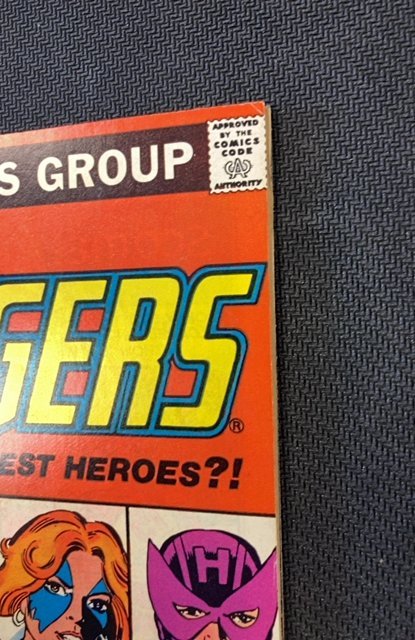 APPROVED
BY THE
COMICS
CODE
CA
AUTHORITY
S GROUP
GERS®
EST HEROES?!
H